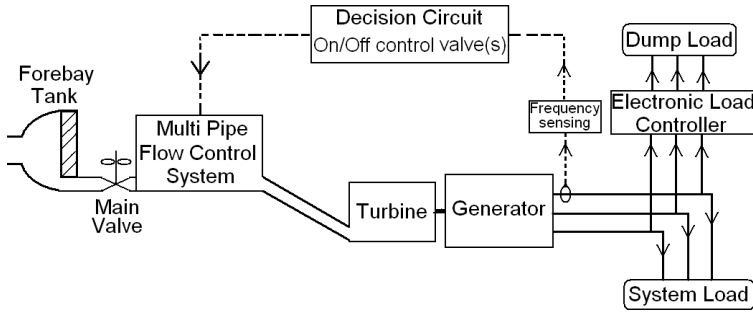 Decision Circuit
On/Off control valve(s)
Dump Load
Forebay
Tank
Electronic Load
Controller
Frequency
sensing
Multi Pipe
Flow Control
System
Main
Valve
Turbine
Generator
System Load